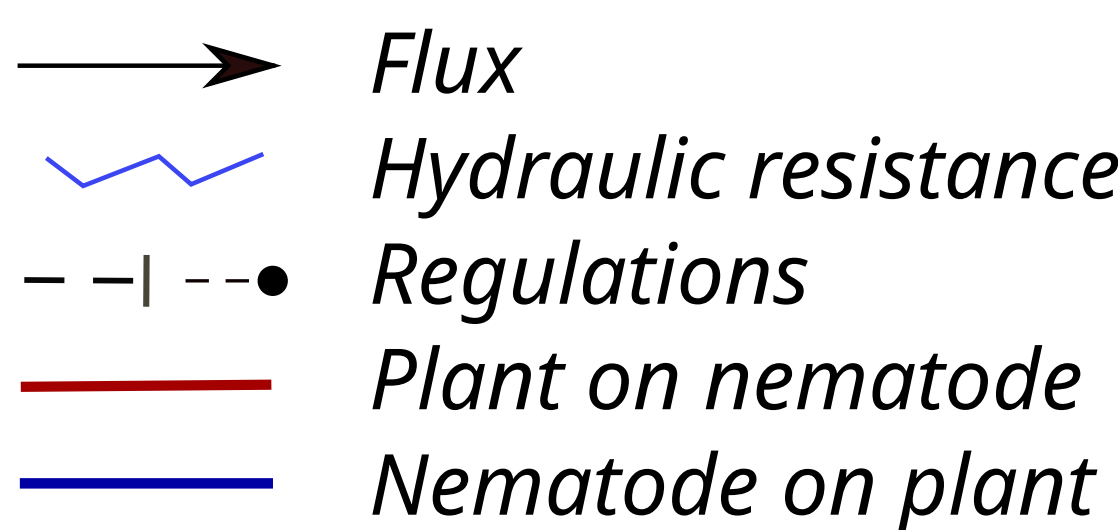 Flux
Hydraulic resistance
Regulations
Plant on nematode
Nematode on plant